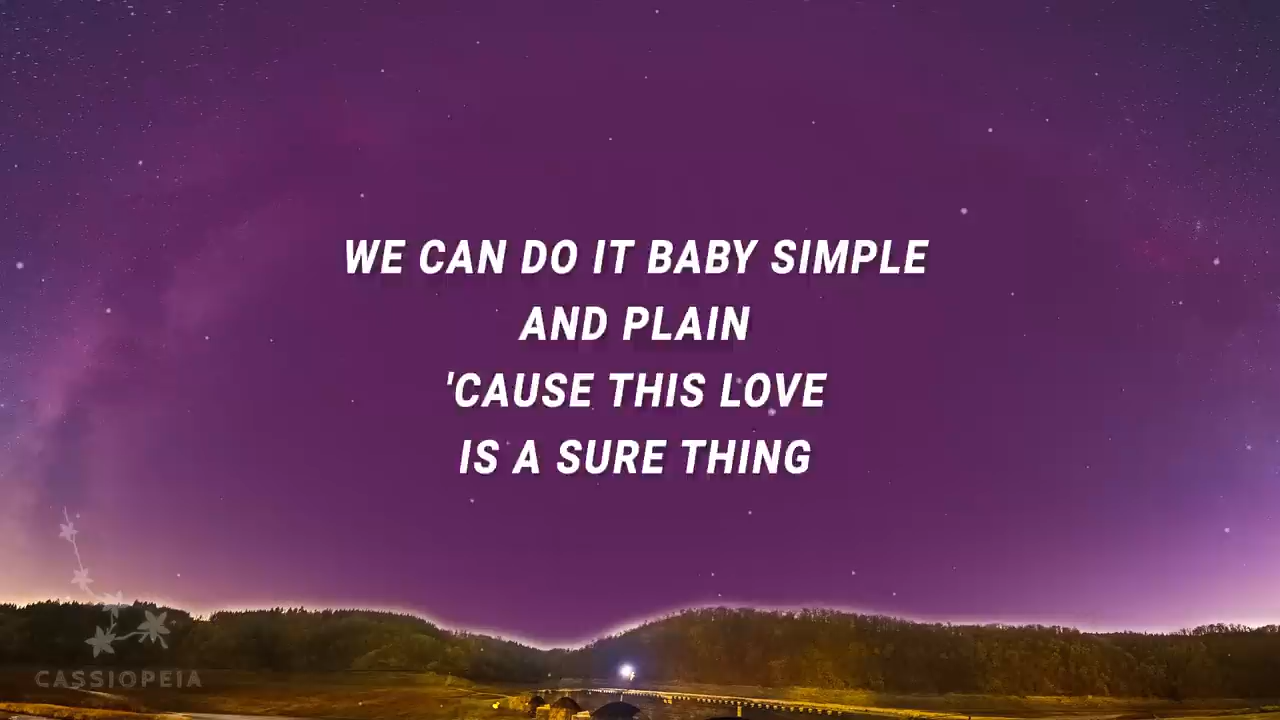 WE CAN DO IT BABY SIMPLE
AND PLAIN
'CAUSE THIS LOVE
IS A SURE THING
CASSIOPEIA